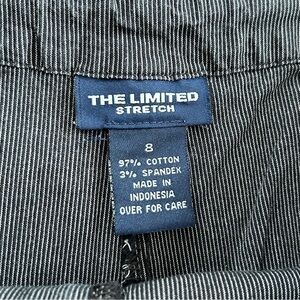 THE LIMITED
STRETCH
8
97% COTTON
3% SPANDEX
MADE IN
INDONESIA
OVER FOR CARE